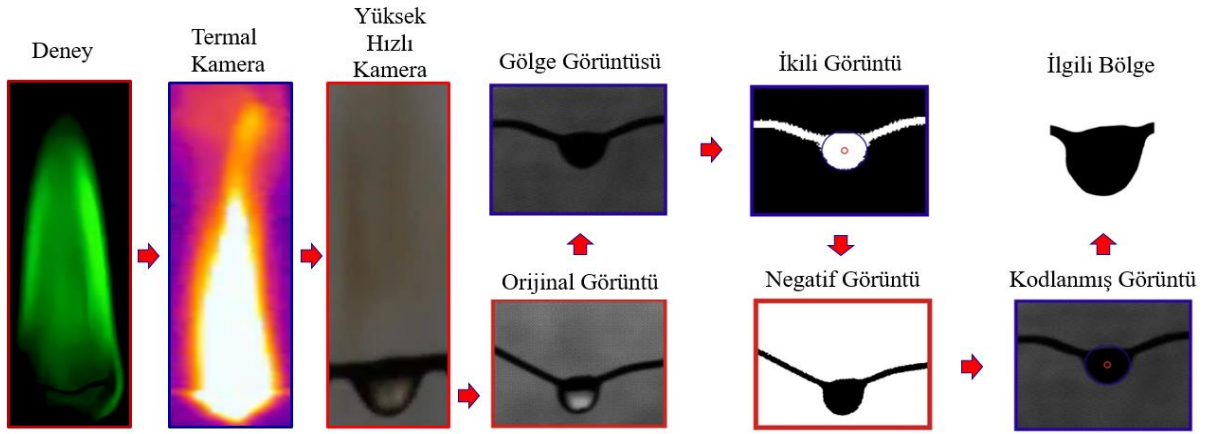 Deney
Termal
Kamera
Yüksek
Hızlı
Kamera
Gölge Görüntüsü
İkili Görüntü
İlgili Bölge
Orijinal Görüntü
Negatif Görüntü
Kodlanmış Görüntü